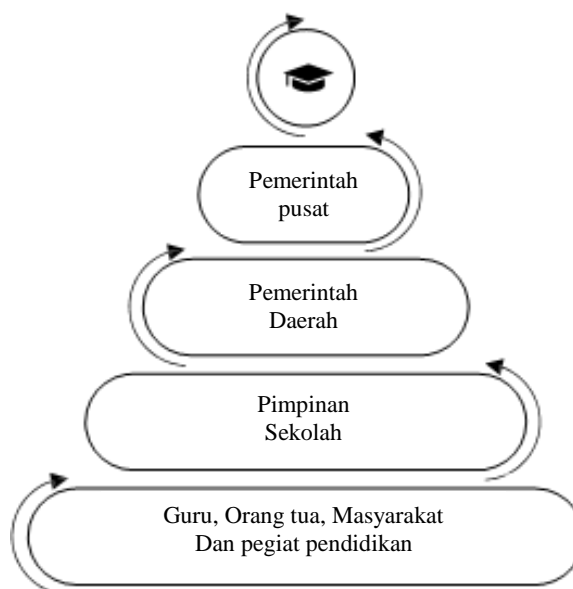 Pemerintah
pusat
Pemerintah
Daerah
Pimpinan
Sekolah
Guru, Orang tua, Masyarakat
Dan pegiat pendidikan